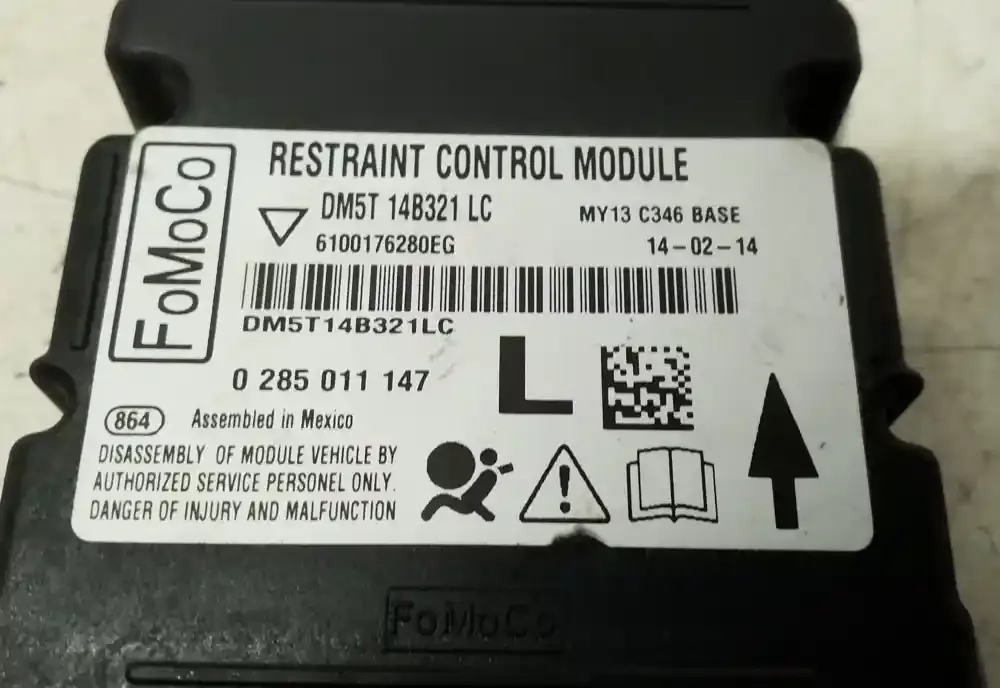 FoMoCo
RESTRAINT CONTROL MODULE
DM5T 14B321 LC
MY13 C346 BASE
6100176280EG
14-02-14
DM5T14B321LC
0 285 011 147
L
864
Assembled in Mexico
DISASSEMBLY OF MODULE VEHICLE BY
AUTHORIZED SERVICE PERSONEL ONLY.
DANGER OF INJURY AND MALFUNCTION
FoMoCo